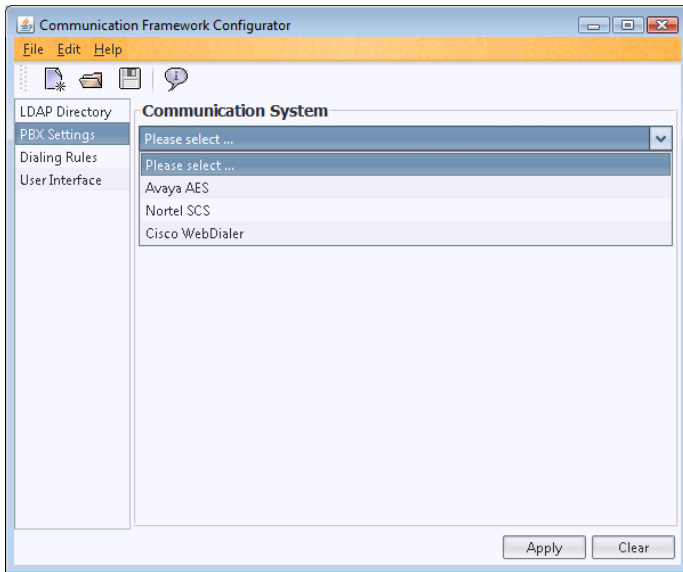 Communication Framework Configurator
File Edit Help
LDAP Directory
PBX Settings
Dialing Rules
User Interface
Communication System
Please select ...
Please select ...
Avaya AES
Nortel SCS
Cisco WebDialer
Apply Clear